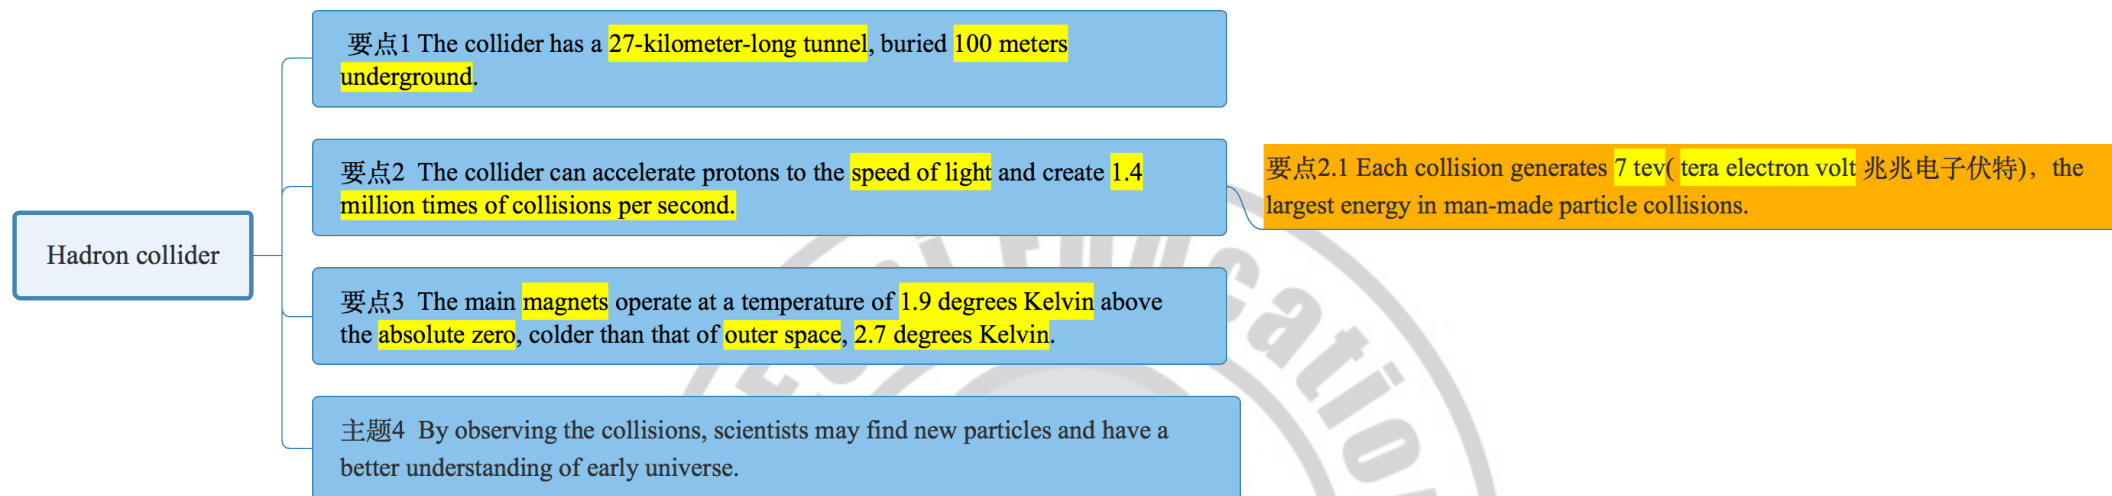 Hadron collider
要点1 The collider has a 27-kilometer-long tunnel, buried 100 meters
underground.
要点2 The collider can accelerate protons to the speed of light and create 1.4
million times of collisions per second.
要点2.1 Each collision generates 7 tev( tera electron volt 兆兆电子伏特)，the
largest energy in man-made particle collisions.
要点3 The main magnets operate at a temperature of 1.9 degrees Kelvin above
the absolute zero, colder than that of outer space, 2.7 degrees Kelvin.
主题4 By observing the collisions, scientists may find new particles and have a
better understanding of early universe.